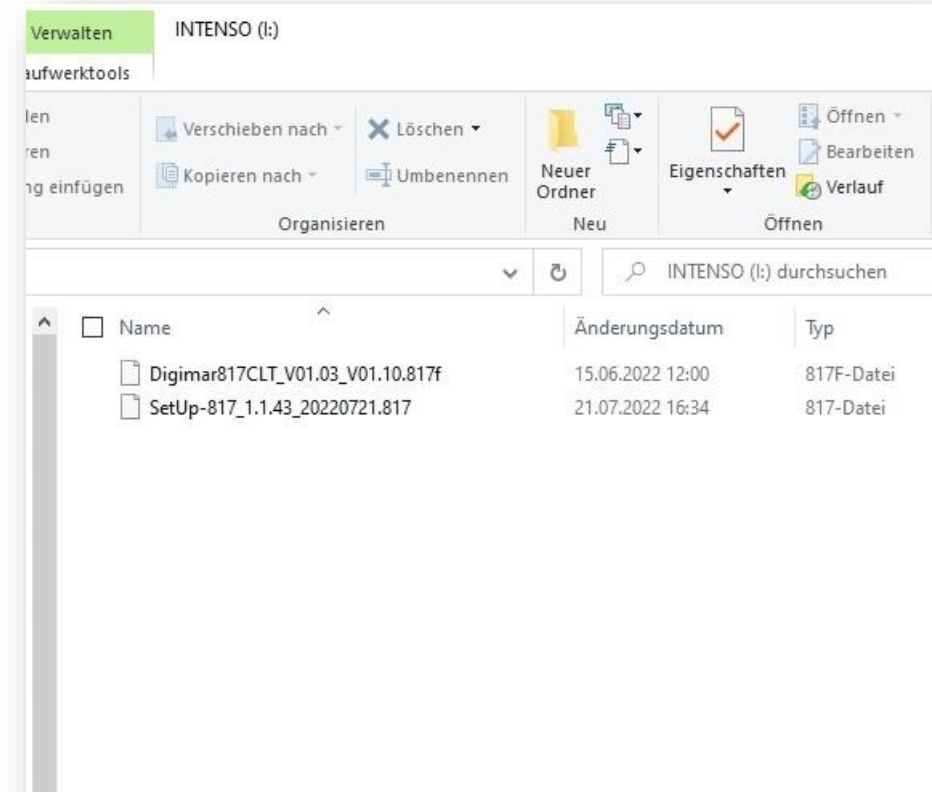 Verwalten
INTENSO (I:)
aufwerktools
Verschieben nach
Löschen
Kopieren nach
Umbenennen
ng einfügen
Organisieren
Neuer
Ordner
Neu
Eigenschaften
Öffnen
Bearbeiten
Verlauf
Öffnen
INTENSO (I:) durchsuchen
Name Änderungsdatum Typ
Digimar817CLT_V01.03_V01.10.817f 15.06.2022 12:00 817F-Datei
SetUp-817_1.1.43_20220721.817 21.07.2022 16:34 817-Datei